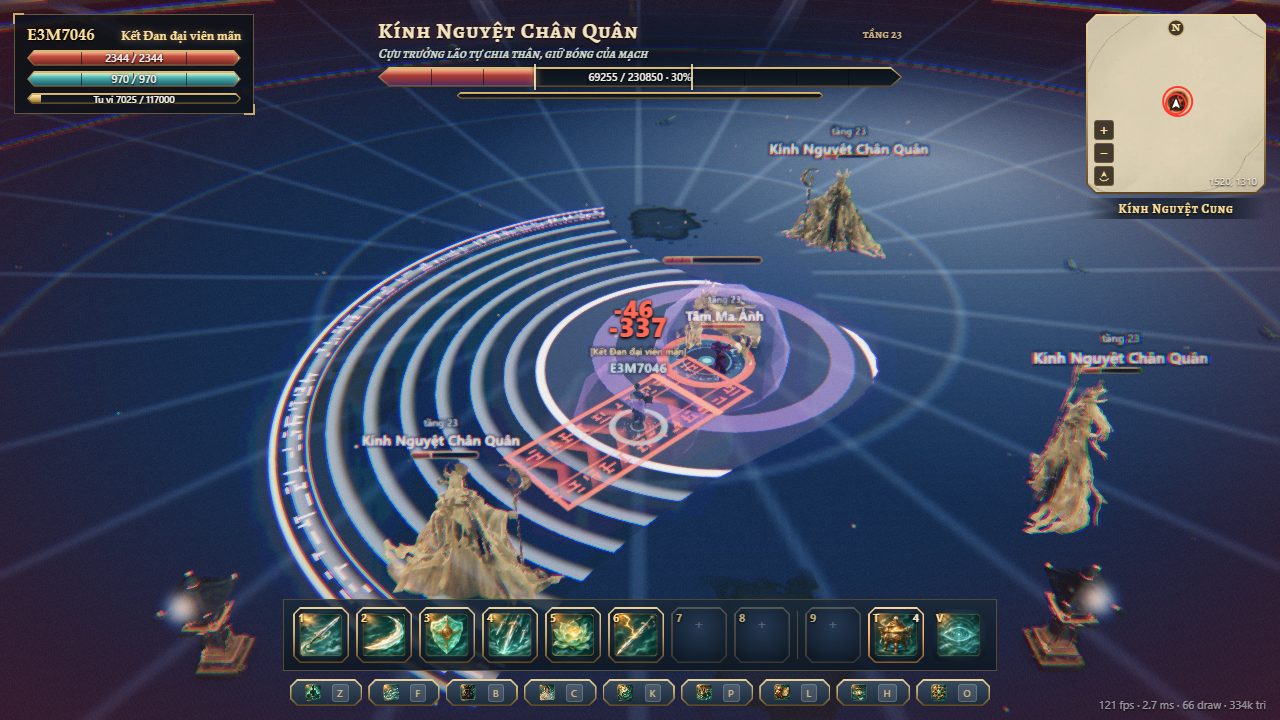 E3M7046 Kết Đan đại viên mãn
2344 / 2344
970 / 970
Tu vi 7025 / 117000
Kính Nguyệt Chân Quân
TẦNG 23
Cựu trưởng lão tự chia thân, giữ bóng của mạch
69255 / 230850 · 30%
N
+
−
1520, 1310
Kính Nguyệt Cung
tầng 23
Kính Nguyệt Chân Quân
tầng 23
Tâm Ma Ảnh
-46
-337
[Kết Đan đại viên mãn]
E3M7046
tầng 23
Kính Nguyệt Chân Quân
tầng 23
Kính Nguyệt Chân Quân
1 2 3 4 5 6 7 8 9 T 4 V
+ + +
Z F B C K P L H O
121 fps · 2.7 ms · 66 draw · 334k tri